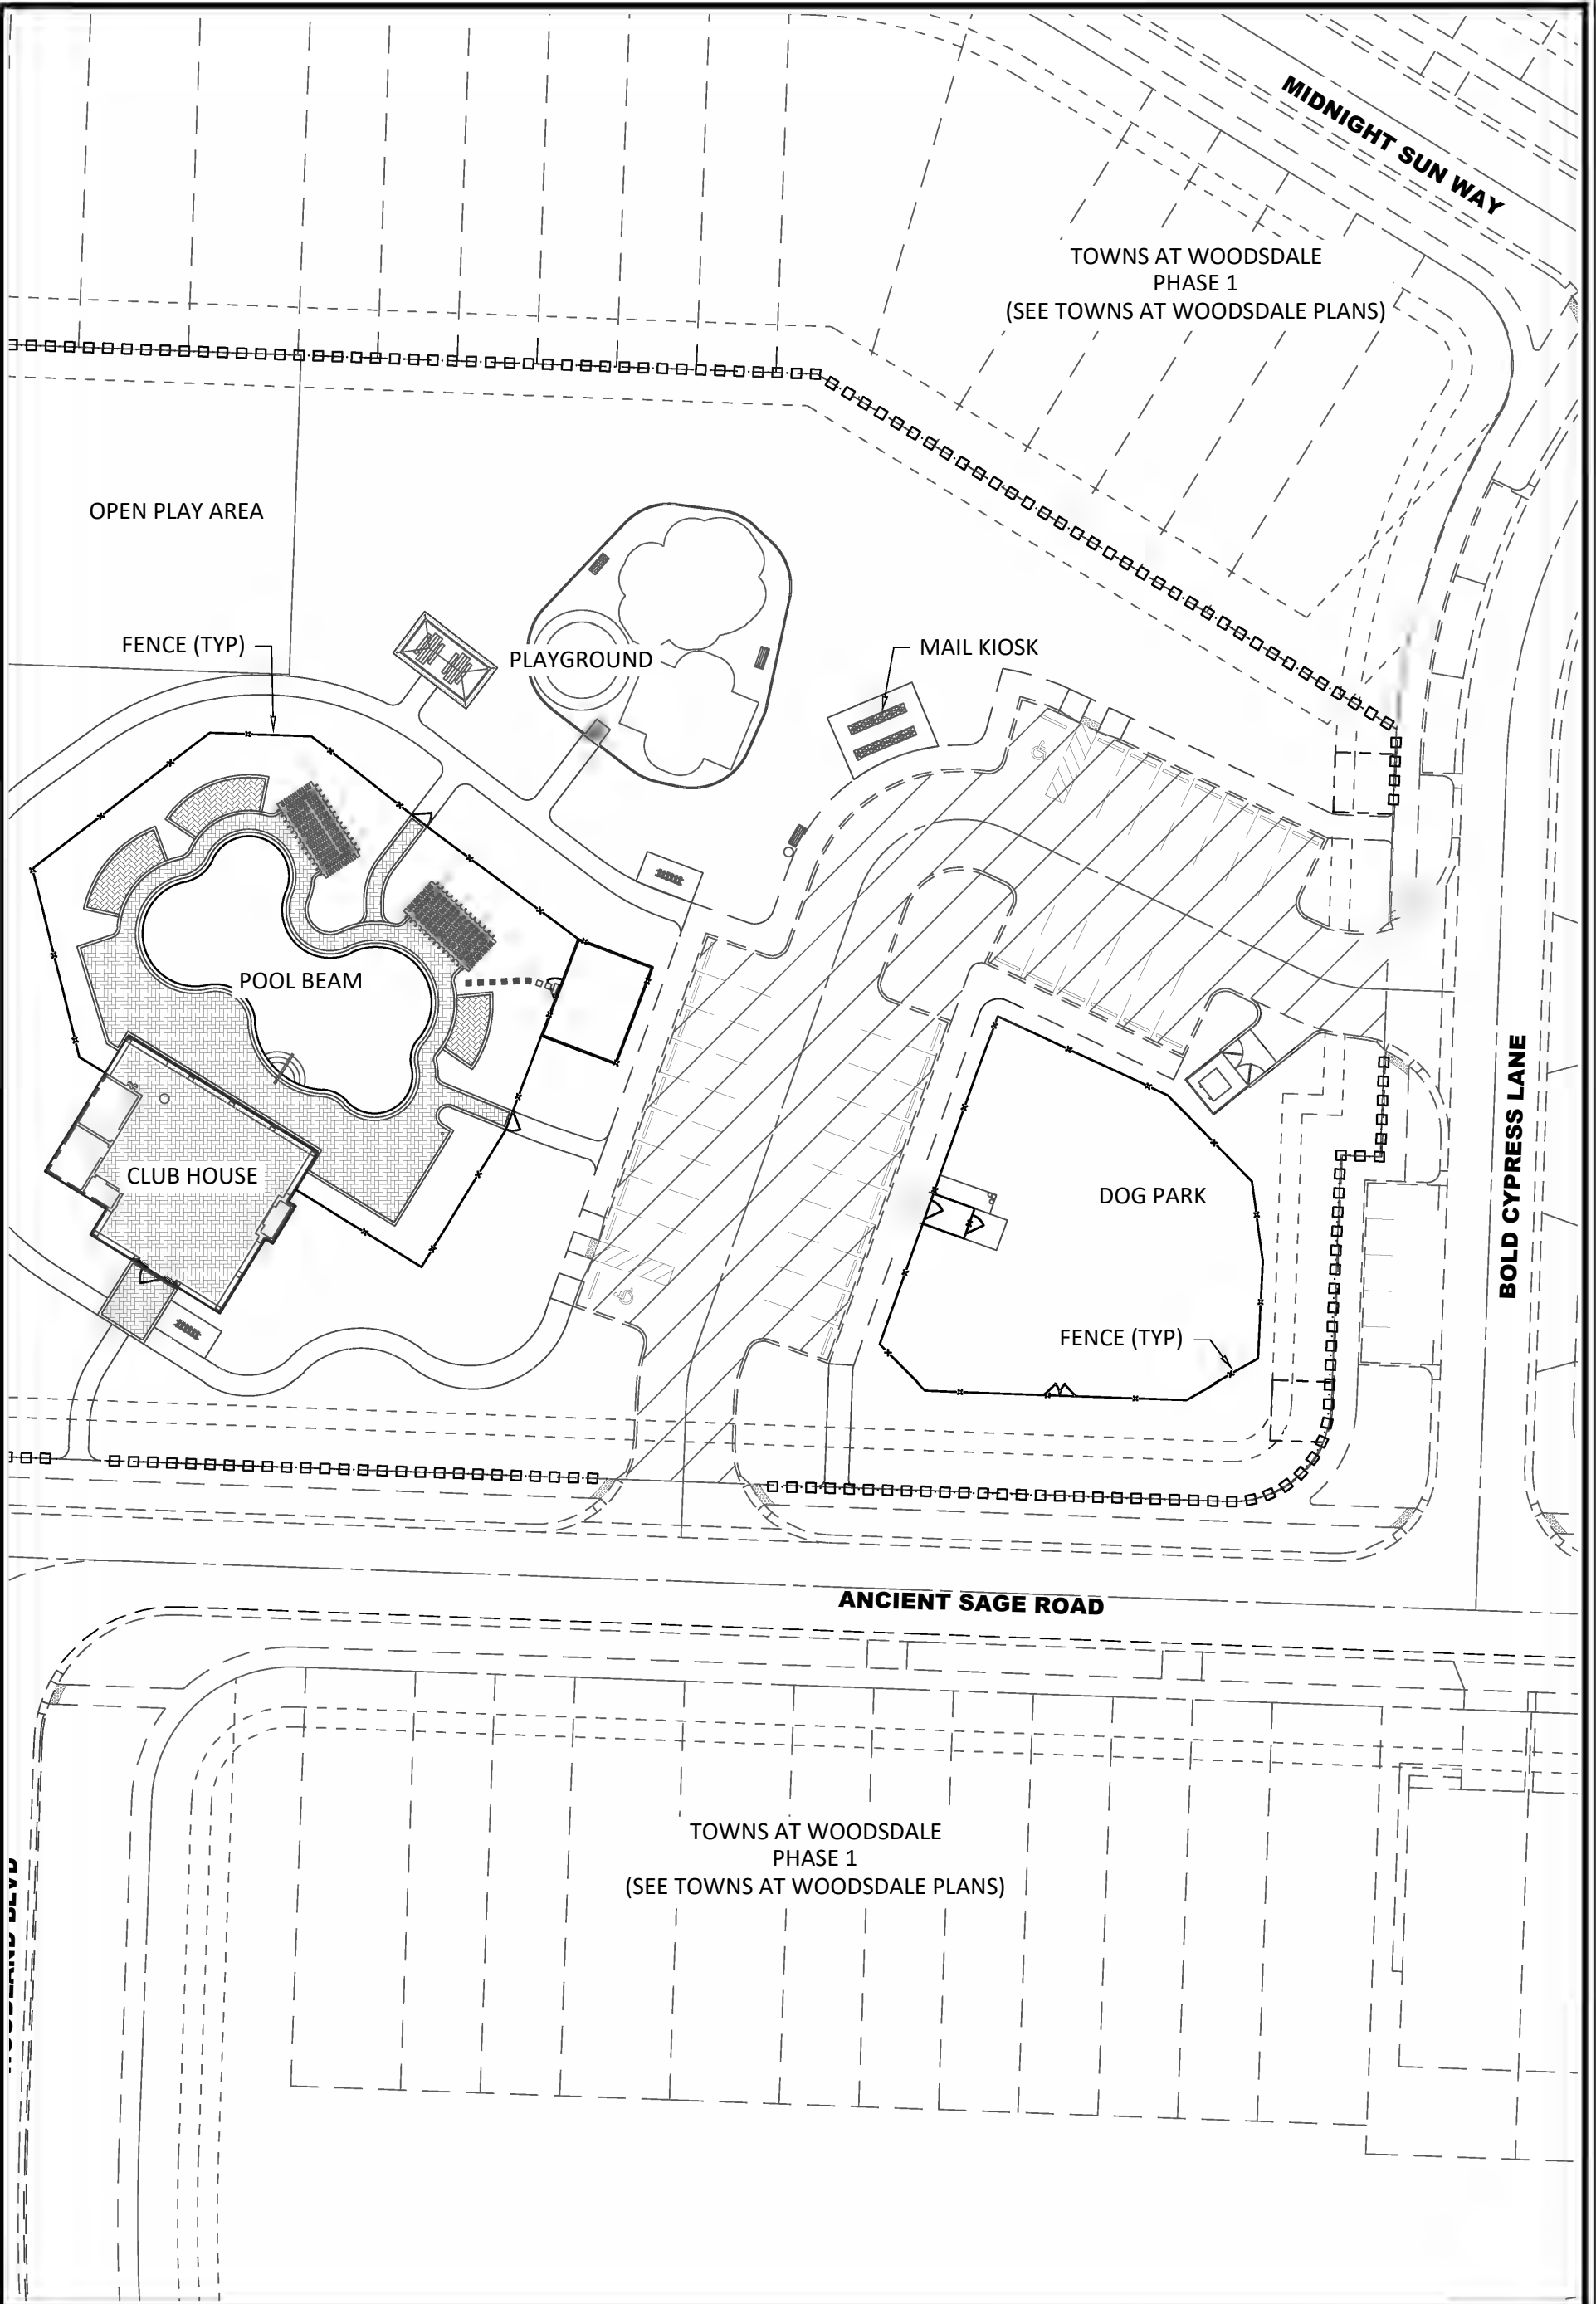 MIDNIGHT SUN WAY
TOWNS AT WOODSDALE
PHASE 1
(SEE TOWNS AT WOODSDALE PLANS)
OPEN PLAY AREA
FENCE (TYP)
PLAYGROUND
MAIL KIOSK
POOL BEAM
CLUB HOUSE
DOG PARK
FENCE (TYP)
BOLD CYPRESS LANE
ANCIENT SAGE ROAD
TOWNS AT WOODSDALE
PHASE 1
(SEE TOWNS AT WOODSDALE PLANS)
BLVD